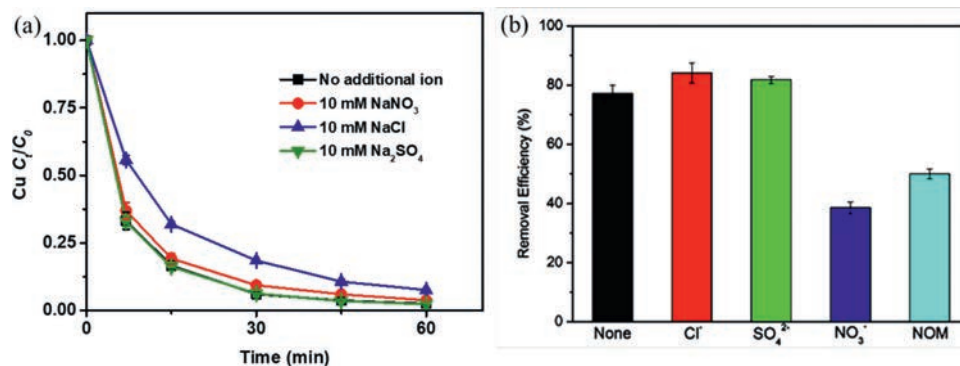 (a)
1.00
0.75
0.50
0.25
0.00
Cu Cₜ/C₀
No additional ion
10 mM NaNO₃
10 mM NaCl
10 mM Na₂SO₄
0
30
60
Time (min)
(b)
100
80
60
40
20
0
Removal Efficiency (%)
None
Cl⁻
SO₄²⁻
NO₃⁻
NOM